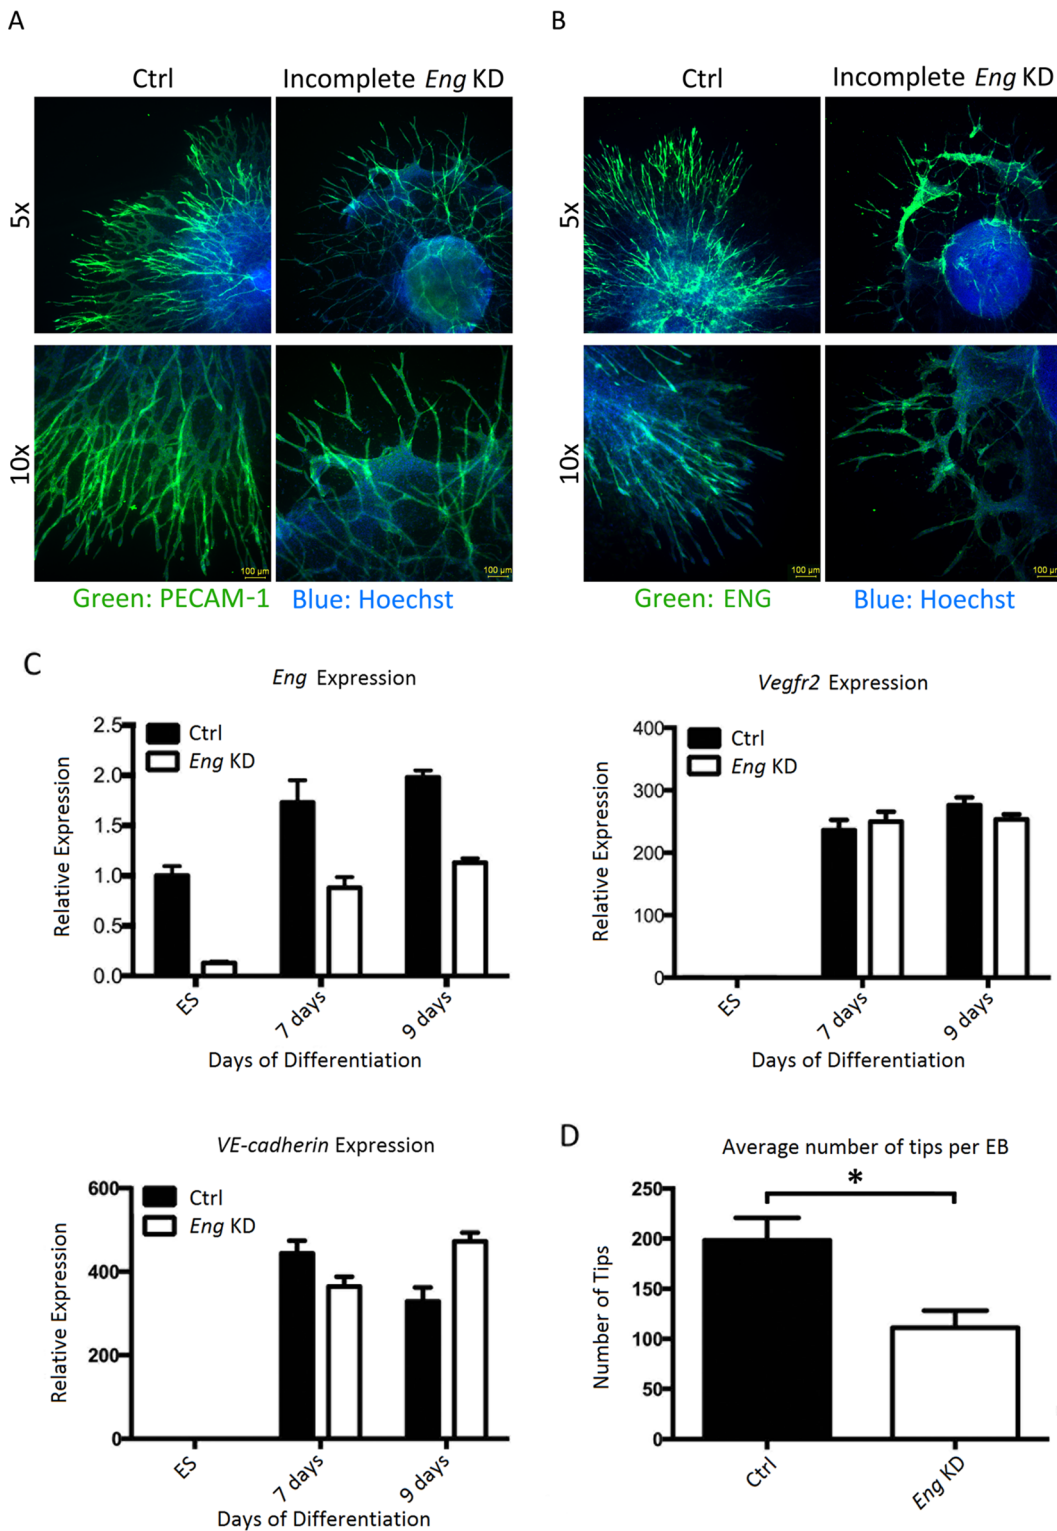 A
B
Ctrl
Incomplete Eng KD
Ctrl
Incomplete Eng KD
5x
5x
10x
10x
100 µm
100 µm
100 µm
100 µm
Green: PECAM-1
Blue: Hoechst
Green: ENG
Blue: Hoechst
C
Eng Expression
Relative Expression
2.5
2.0
1.5
1.0
0.5
0.0
Ctrl
Eng KD
ES
7 days
9 days
Days of Differentiation
Vegfr2 Expression
Relative Expression
400
300
200
100
0
Ctrl
Eng KD
ES
7 days
9 days
Days of Differentiation
VE-cadherin Expression
Relative Expression
600
400
200
0
Ctrl
Eng KD
ES
7 days
9 days
Days of Differentiation
D
Average number of tips per EB
Number of Tips
250
200
150
100
50
0
*
Ctrl
Eng KD